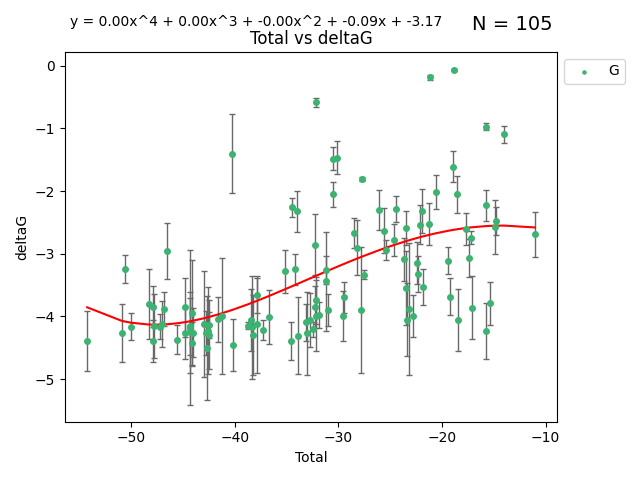 y = 0.00x^4 + 0.00x^3 + -0.00x^2 + -0.09x + -3.17
N = 105
Total vs deltaG
G
deltaG
0
−1
−2
−3
−4
−5
−50
−40
−30
−20
−10
Total